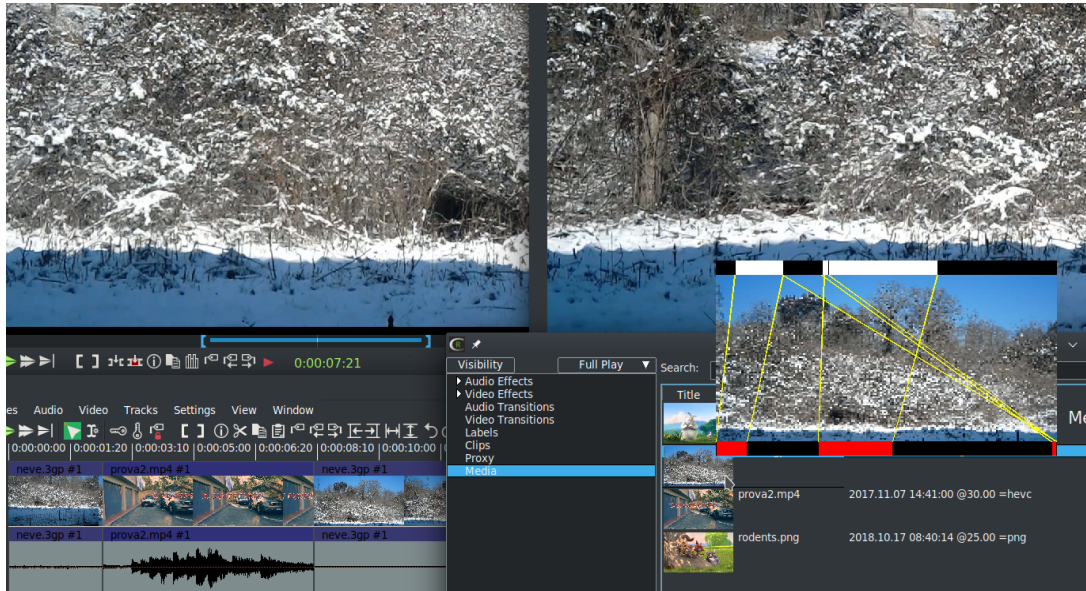 0:00:07:21
Visibility
Full Play
Search:
Audio Effects
Video Effects
Audio Transitions
Video Transitions
Labels
Clips
Proxy
Media
Title
es Audio Video Tracks Settings View Window
0:00:00:00 0:00:01:20 0:00:03:10 0:00:05:00 0:00:06:20 0:00:08:10 0:00:10:00
neve.3gp #1 prova2.mp4 #1 neve.3gp #1
neve.3gp #1 prova2.mp4 #1 neve.3gp #1
prova2.mp4 2017.11.07 14:41:00 @30.00 =hevc
rodents.png 2018.10.17 08:40:14 @25.00 =png
Me